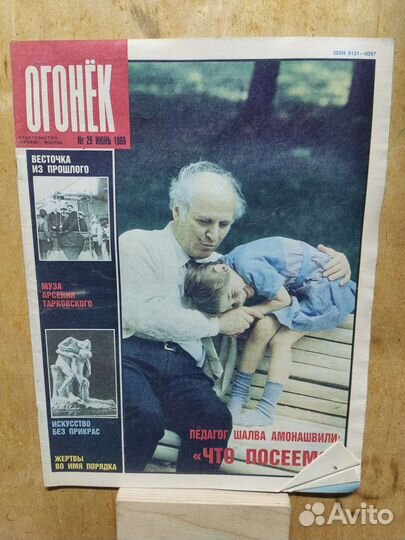 ISSN 0131—0097
ОГОНЁК
ИЗДАТЕЛЬСТВО
«ПРАВДА», МОСКВА
№ 26 ИЮНЬ 1989
ВЕСТОЧКА
ИЗ ПРОШЛОГО
МУЗА
АРСЕНИЯ
ТАРКОВСКОГО
ИСКУССТВО
БЕЗ ПРИКРАС
ЖЕРТВЫ
ВО ИМЯ ПОРЯДКА
ПЕДАГОГ ШАЛВА АМОНАШВИЛИ:
«ЧТО ПОСЕЕМ
Avito